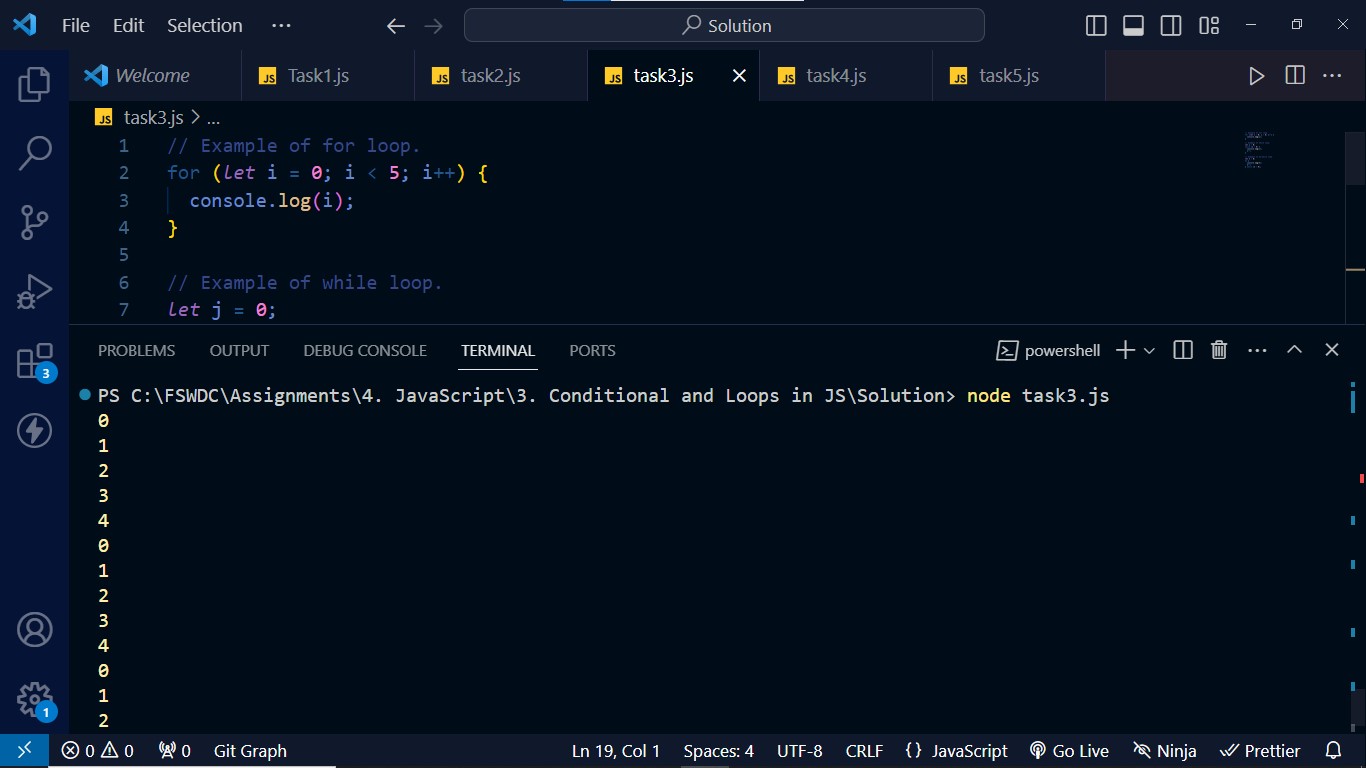 File Edit Selection ··· Solution
Welcome Task1.js task2.js task3.js task4.js task5.js
task3.js > ...
1 // Example of for loop.
2 for (let i = 0; i < 5; i++) {
3 console.log(i);
4 }
5
6 // Example of while loop.
7 let j = 0;
3
PROBLEMS OUTPUT DEBUG CONSOLE TERMINAL PORTS powershell
PS C:\FSWDC\Assignments\4. JavaScript\3. Conditional and Loops in JS\Solution> node task3.js
0
1
2
3
4
0
1
2
3
4
0
1
2
1
0 0 0 Git Graph Ln 19, Col 1 Spaces: 4 UTF-8 CRLF {} JavaScript Go Live Ninja Prettier